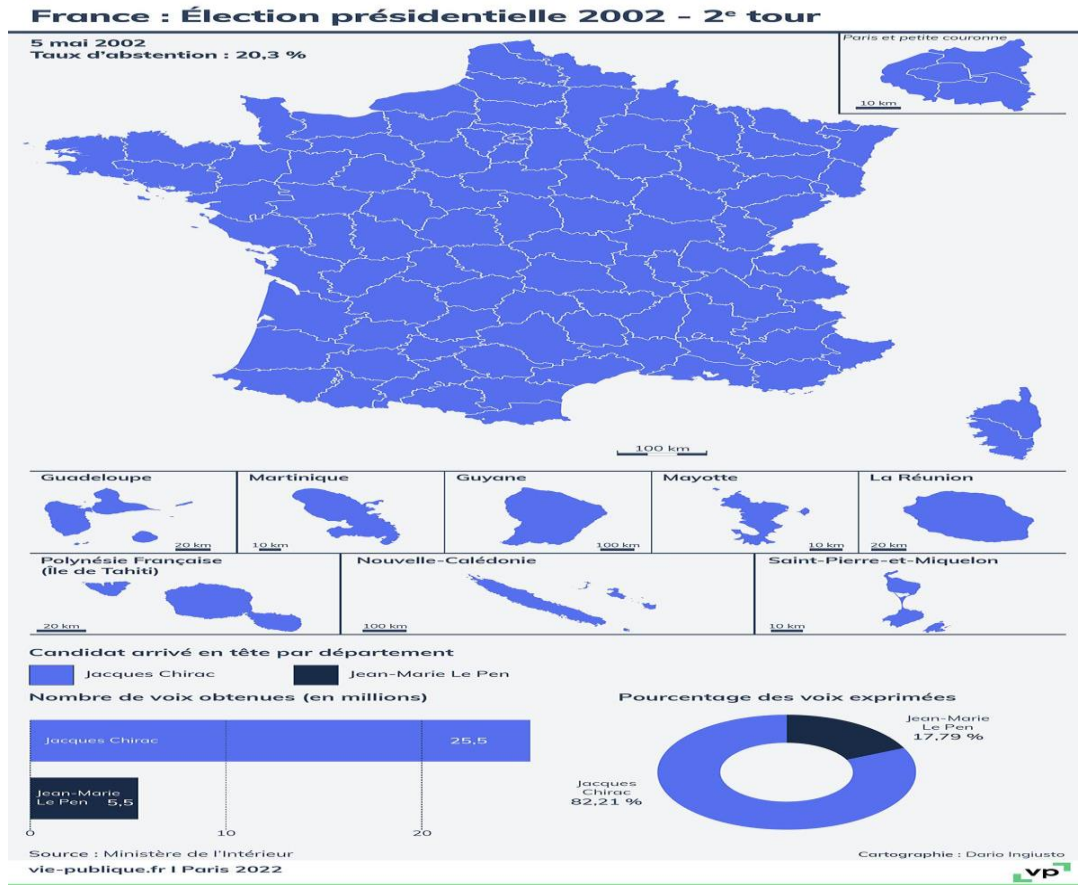 France : Élection présidentielle 2002 - 2e tour
5 mai 2002
Taux d'abstention : 20,3 %
Paris et petite couronne
10 km
100 km
Guadeloupe
20 km
Martinique
10 km
Guyane
100 km
Mayotte
10 km
La Réunion
20 km
Polynésie Française
(Île de Tahiti)
20 km
Nouvelle-Calédonie
100 km
Saint-Pierre-et-Miquelon
10 km
Candidat arrivé en tête par département
Jacques Chirac
Jean-Marie Le Pen
Nombre de voix obtenues (en millions)
Jacques Chirac 25,5
Jean-Marie
Le Pen 5,5
0 10 20
Pourcentage des voix exprimées
Jean-Marie
Le Pen
17,79 %
Jacques
Chirac
82,21 %
Source : Ministère de l'Intérieur
Cartographie : Dario Ingiusto
vie-publique.fr I Paris 2022
vp